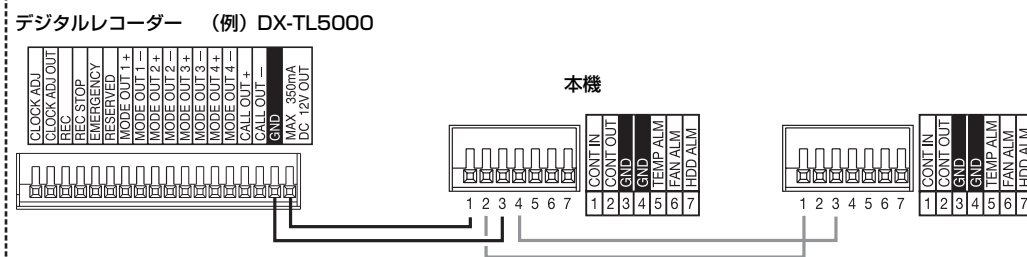 デジタルレコーダー (例) DX-TL5000
CLOCK ADJ
CLOCK ADJ OUT
REC
REC STOP
EMERGENCY
RESERVED
MODE OUT 1 +
MODE OUT 1 −
MODE OUT 2 +
MODE OUT 2 −
MODE OUT 3 +
MODE OUT 3 −
MODE OUT 4 +
MODE OUT 4 −
CALL OUT +
CALL OUT −
GND
MAX 350mA
DC 12V OUT
本機
CONT IN
CONT OUT
GND
GND
TEMP ALM
FAN ALM
HDD ALM
1 2 3 4 5 6 7
1 2 3 4 5 6 7
CONT IN
CONT OUT
GND
GND
TEMP ALM
FAN ALM
HDD ALM
1 2 3 4 5 6 7
1 2 3 4 5 6 7